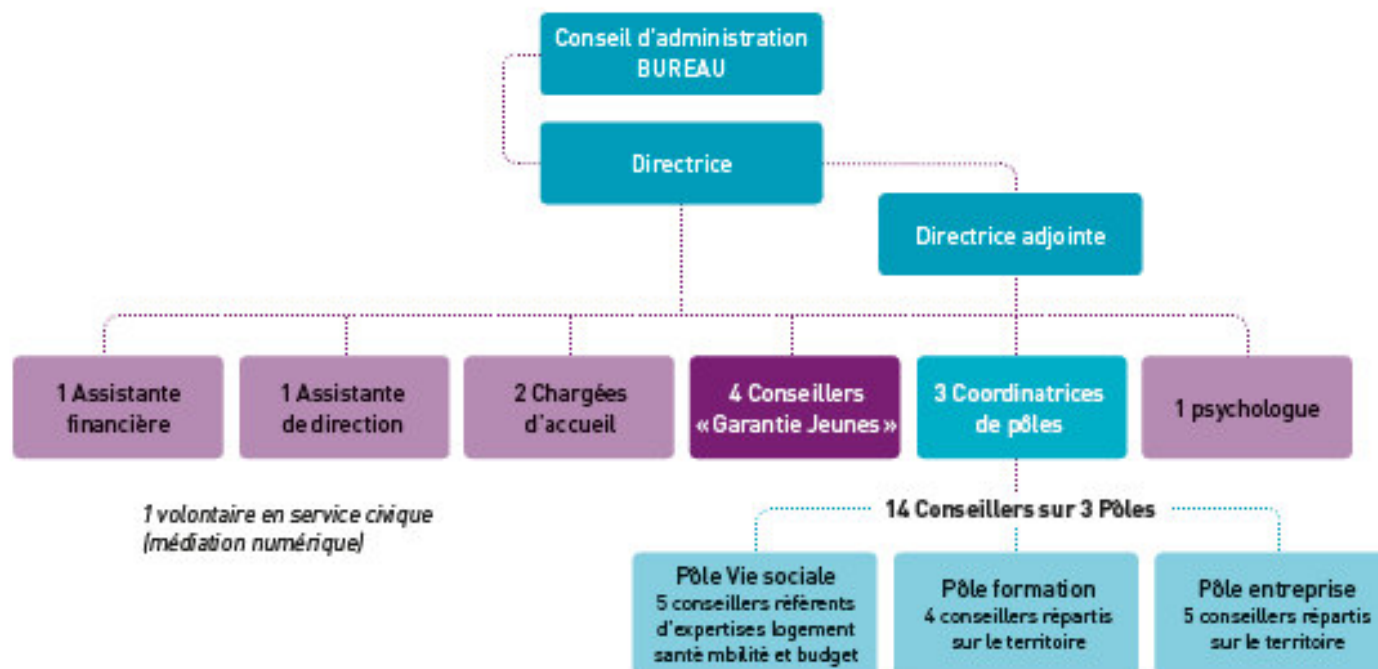 Conseil d'administration
BUREAU
Directrice
Directrice adjointe
1 Assistante
financière
1 Assistante
de direction
2 Chargées
d'accueil
4 Conseillers
« Garantie Jeunes »
3 Coordinatrices
de pôles
1 psychologue
1 volontaire en service civique
(médiation numérique)
14 Conseillers sur 3 Pôles
Pôle Vie sociale
5 conseillers référents
d'expertises logement
santé mbilité et budget
Pôle formation
4 conseillers répartis
sur le territoire
Pôle entreprise
5 conseillers répartis
sur le territoire